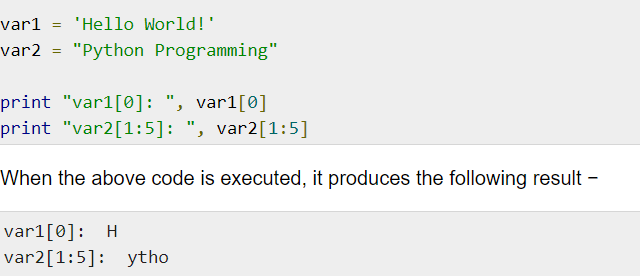 var1 = 'Hello World!'
var2 = "Python Programming"
print "var1[0]: ", var1[0]
print "var2[1:5]: ", var2[1:5]
When the above code is executed, it produces the following result −
var1[0]:  H
var2[1:5]:  ytho